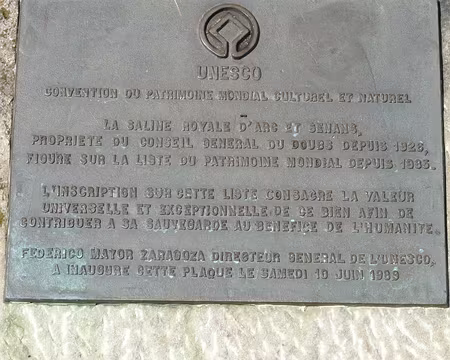 UNESCO
CONVENTION DU PATRIMOINE MONDIAL CULTUREL ET NATUREL
LA SALINE ROYALE D'ARC ET SENANS,
PROPRIETE DU CONSEIL GENERAL DU DOUBS DEPUIS
FIGURE SUR LA LISTE DU PATRIMOINE MONDIAL DEPUIS
L'INSCRIPTION SUR CETTE LISTE CONSACRE LA VALEUR
UNIVERSELLE ET EXCEPTIONNELLE DE CE BIEN AFIN DE
CONTRIBUER A SA SAUVEGARDE AU BENEFICE DE L'HUMANITE.
FEDERICO MAYOR ZARAGOZA DIRECTEUR GENERAL DE L'UNESCO,
A INAUGURE CETTE PLAQUE LE SAMEDI 10 JUIN